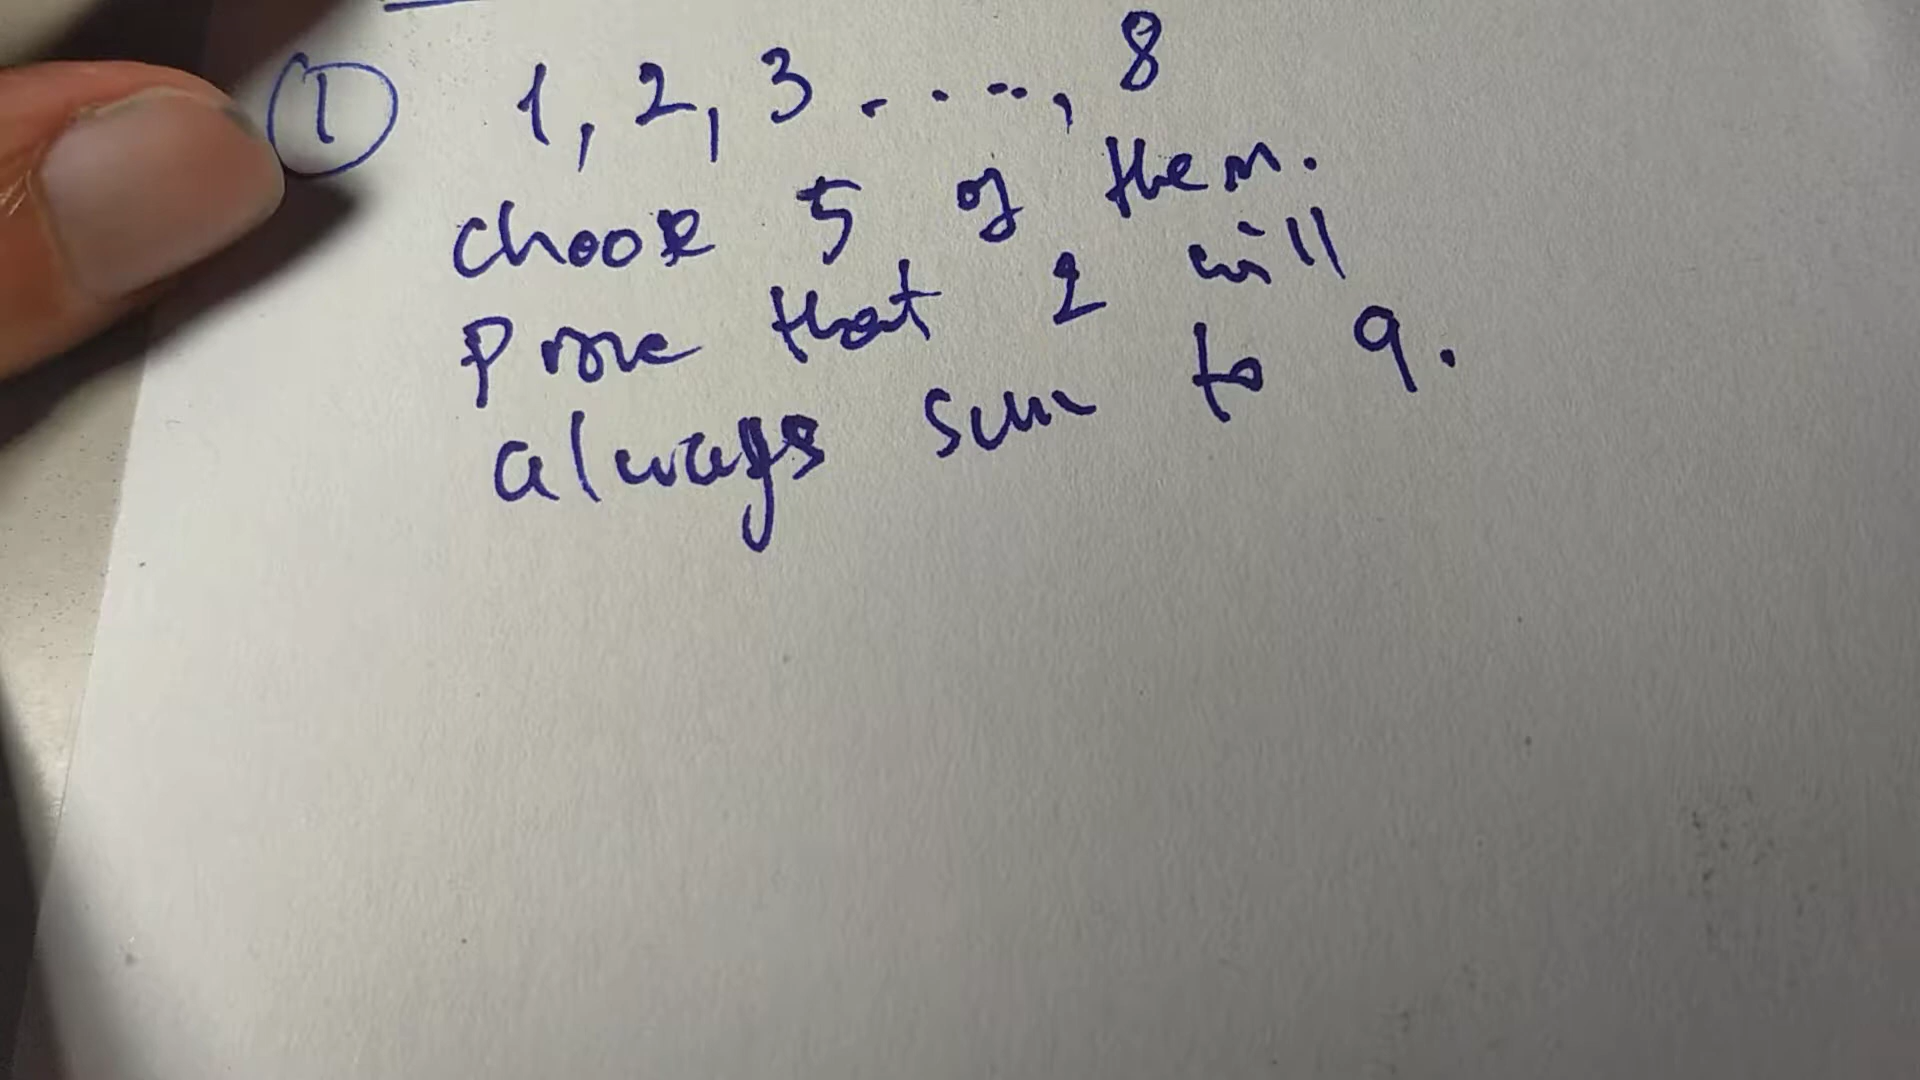 ① 1, 2, 3 . . . . , 8
choose 5 of them.
Prove that 2 will
always sum to 9.